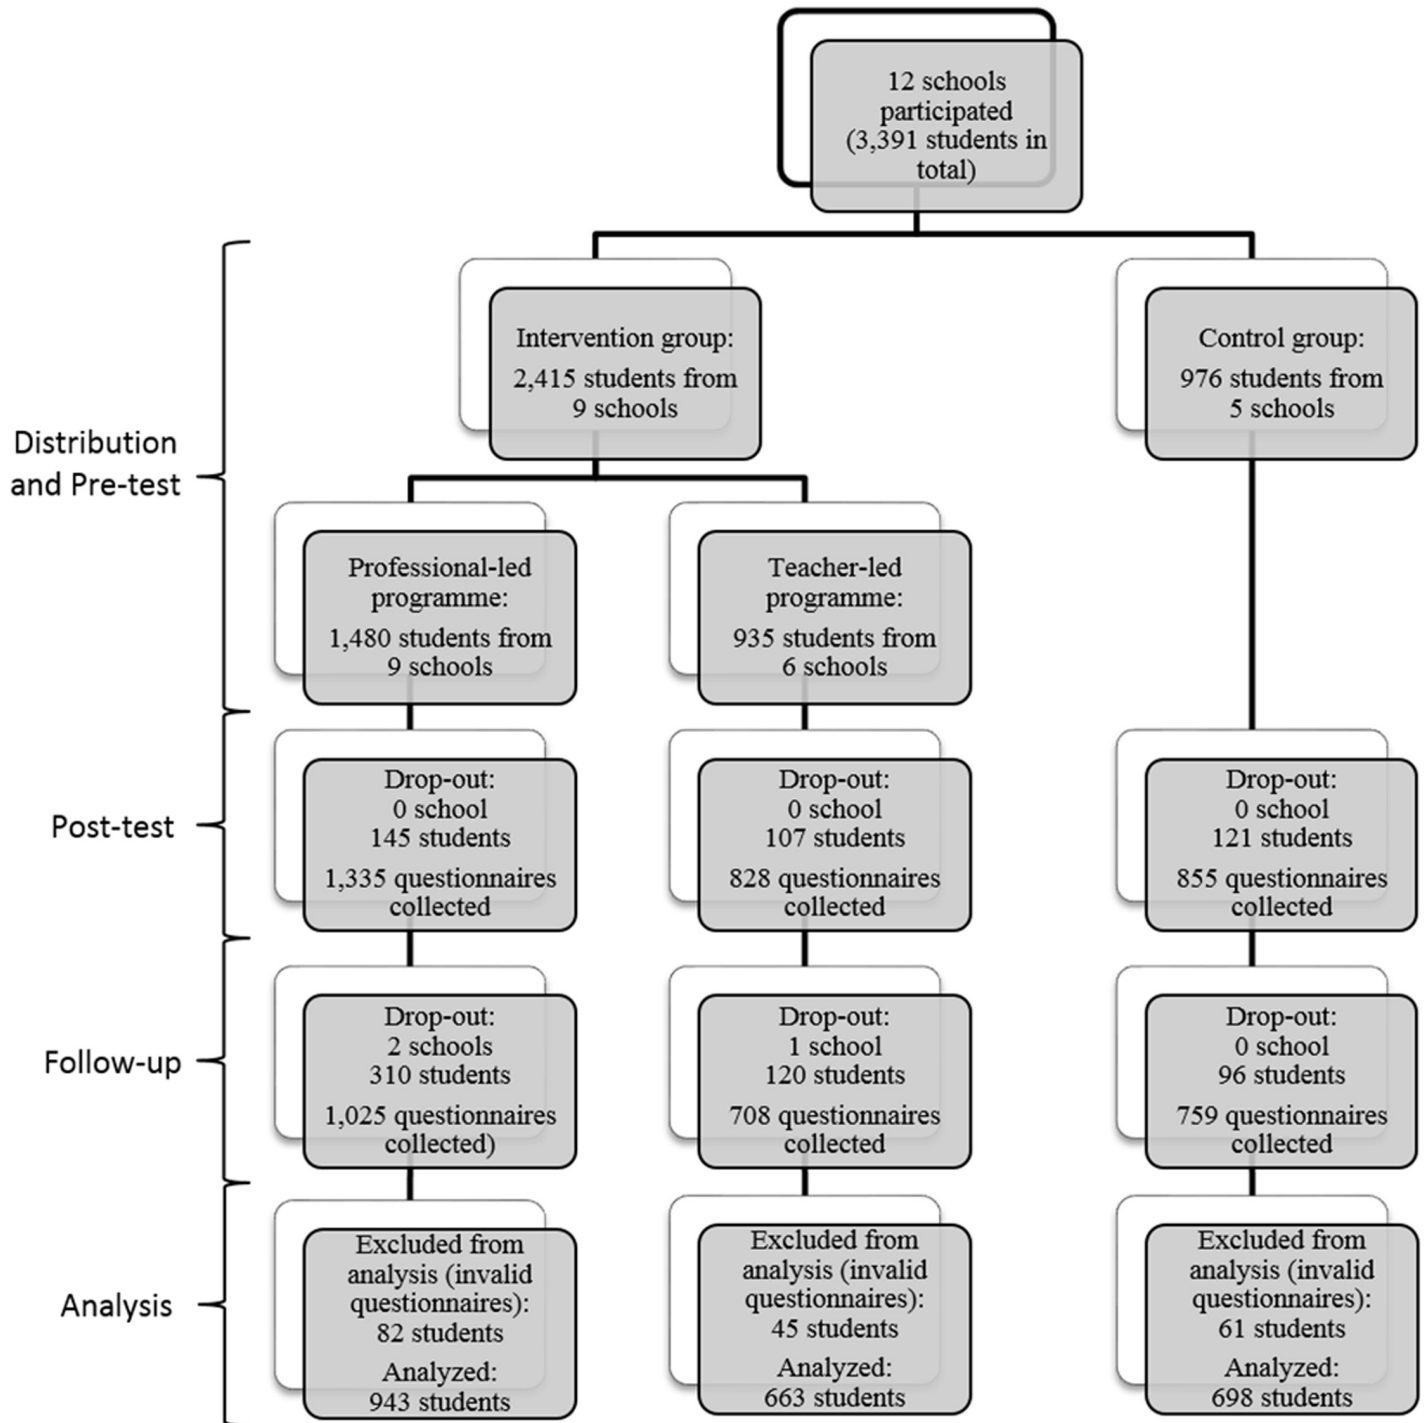 12 schools
participated
(3,391 students in
total)
Intervention group:
2,415 students from
9 schools
Control group:
976 students from
5 schools
Distribution
and Pre-test
Professional-led
programme:
1,480 students from
9 schools
Teacher-led
programme:
935 students from
6 schools
Post-test
Drop-out:
0 school
145 students
1,335 questionnaires
collected
Drop-out:
0 school
107 students
828 questionnaires
collected
Drop-out:
0 school
121 students
855 questionnaires
collected
Follow-up
Drop-out:
2 schools
310 students
1,025 questionnaires
collected)
Drop-out:
1 school
120 students
708 questionnaires
collected
Drop-out:
0 school
96 students
759 questionnaires
collected
Analysis
Excluded from
analysis (invalid
questionnaires):
82 students
Analyzed:
943 students
Excluded from
analysis (invalid
questionnaires):
45 students
Analyzed:
663 students
Excluded from
analysis (invalid
questionnaires):
61 students
Analyzed:
698 students